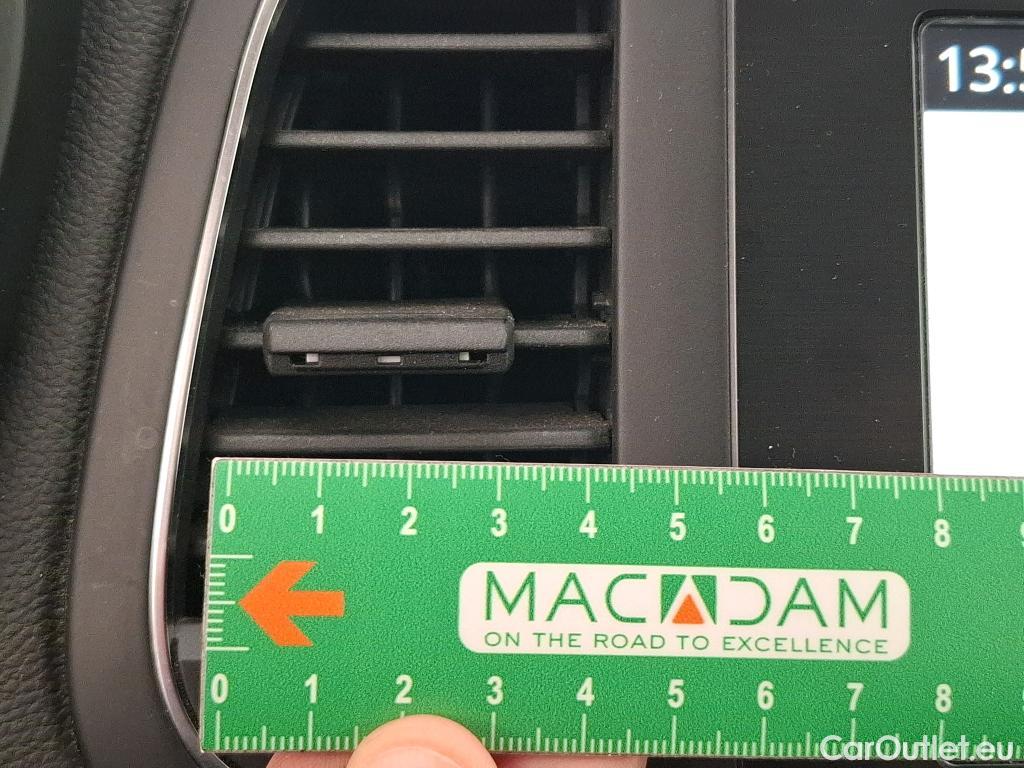 13:5
0 1 2 3 4 5 6 7 8
MACADAM
ON THE ROAD TO EXCELLENCE
0 1 2 3 4 5 6 7 8
CarOutlet.eu